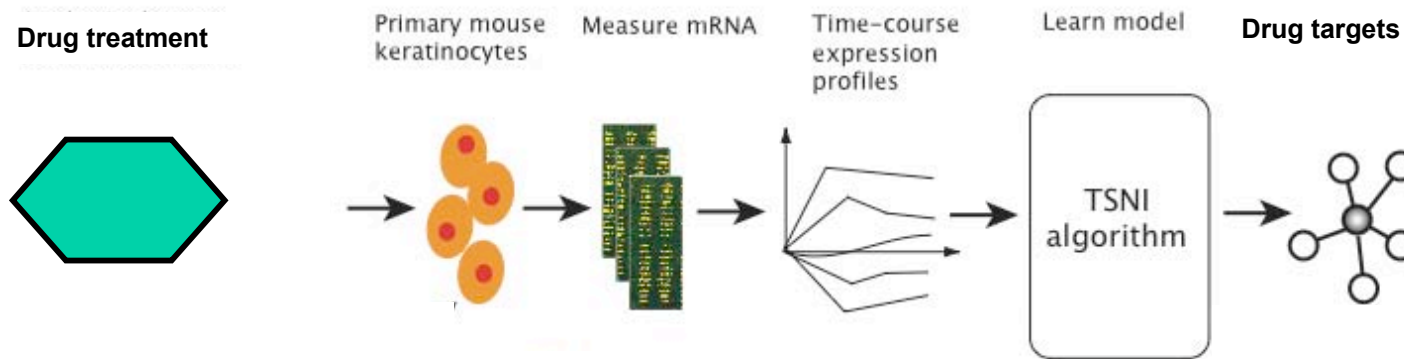 Drug treatment
Primary mouse
keratinocytes
Measure mRNA
Time-course
expression
profiles
Learn model
Drug targets
TSNI
algorithm